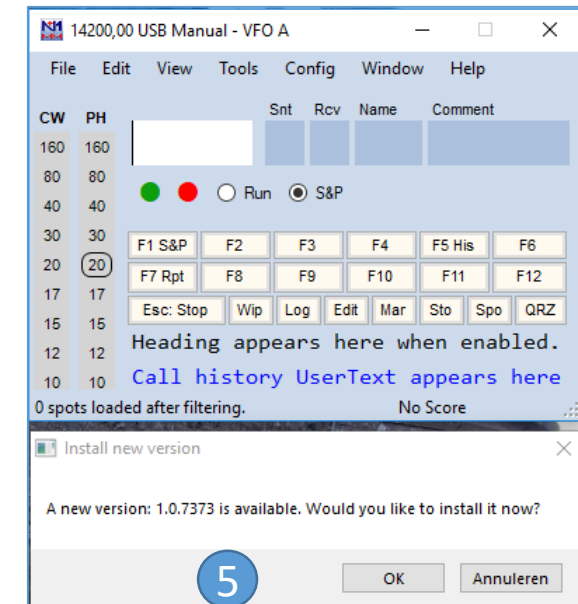 N1 14200,00 USB Manual - VFO A
File Edit View Tools Config Window Help
CW PH Snt Rcv Name Comment
160 160
80 80
40 40
Run S&P
30 30
F1 S&P F2 F3 F4 F5 His F6
20 20
F7 Rpt F8 F9 F10 F11 F12
17 17
Esc: Stop Wip Log Edit Mar Sto Spo QRZ
15 15
12 12
Heading appears here when enabled.
10 10
Call history UserText appears here
0 spots loaded after filtering. No Score
Install new version
A new version: 1.0.7373 is available. Would you like to install it now?
5
OK Annuleren